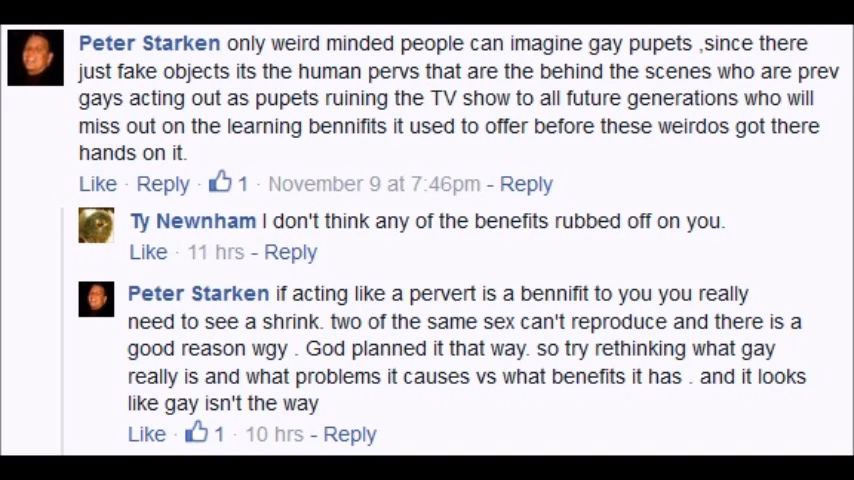 Peter Starken only weird minded people can imagine gay pupets ,since there
just fake objects its the human pervs that are the behind the scenes who are prev
gays acting out as pupets ruining the TV show to all future generations who will
miss out on the learning bennifits it used to offer before these weirdos got there
hands on it.
Like · Reply · 1 · November 9 at 7:46pm - Reply
Ty Newnham I don't think any of the benefits rubbed off on you.
Like · 11 hrs - Reply
Peter Starken if acting like a pervert is a bennifit to you you really
need to see a shrink. two of the same sex can't reproduce and there is a
good reason wgy . God planned it that way. so try rethinking what gay
really is and what problems it causes vs what benefits it has . and it looks
like gay isn't the way
Like · 1 · 10 hrs - Reply